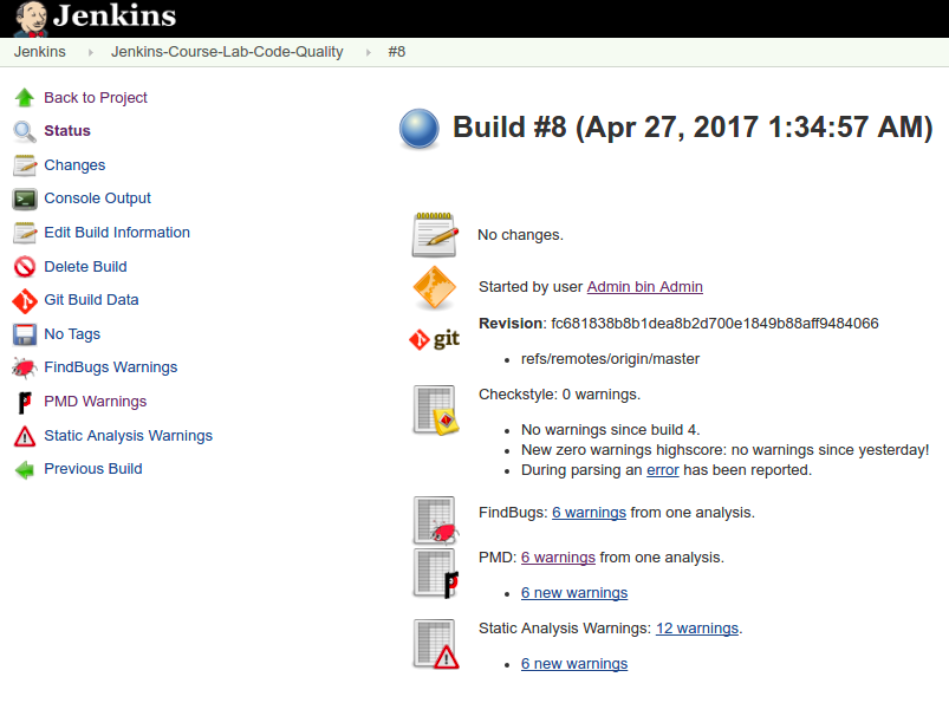 Jenkins
Jenkins Jenkins-Course-Lab-Code-Quality #8
Back to Project
Status
Changes
Console Output
Edit Build Information
Delete Build
Git Build Data
No Tags
FindBugs Warnings
PMD Warnings
Static Analysis Warnings
Previous Build
Build #8 (Apr 27, 2017 1:34:57 AM)
No changes.
Started by user Admin bin Admin
git
Revision: fc681838b8b1dea8b2d700e1849b88aff9484066
• refs/remotes/origin/master
Checkstyle: 0 warnings.
• No warnings since build 4.
• New zero warnings highscore: no warnings since yesterday!
• During parsing an error has been reported.
FindBugs: 6 warnings from one analysis.
PMD: 6 warnings from one analysis.
• 6 new warnings
Static Analysis Warnings: 12 warnings.
• 6 new warnings